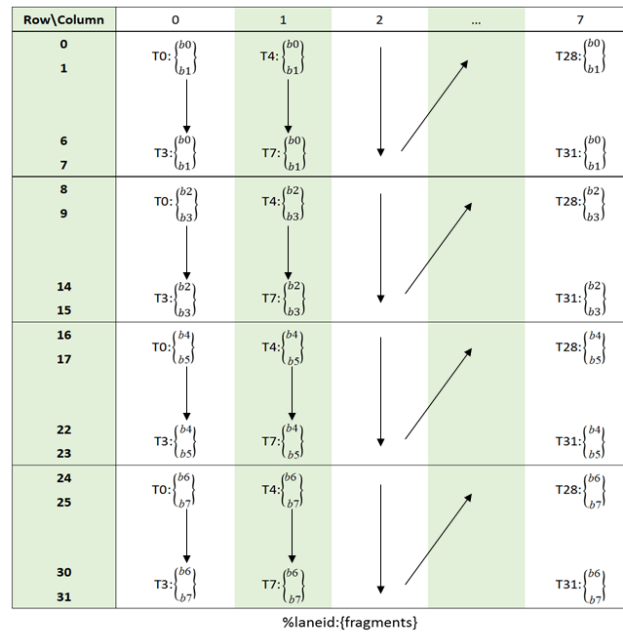 Row\Column 0 1 2 ... 7
0
1
T0:{b0 b1} T4:{b0 b1} T28:{b0 b1}
6
7
T3:{b0 b1} T7:{b0 b1} T31:{b0 b1}
8
9
T0:{b2 b3} T4:{b2 b3} T28:{b2 b3}
14
15
T3:{b2 b3} T7:{b2 b3} T31:{b2 b3}
16
17
T0:{b4 b5} T4:{b4 b5} T28:{b4 b5}
22
23
T3:{b4 b5} T7:{b4 b5} T31:{b4 b5}
24
25
T0:{b6 b7} T4:{b6 b7} T28:{b6 b7}
30
31
T3:{b6 b7} T7:{b6 b7} T31:{b6 b7}
%laneid:{fragments}